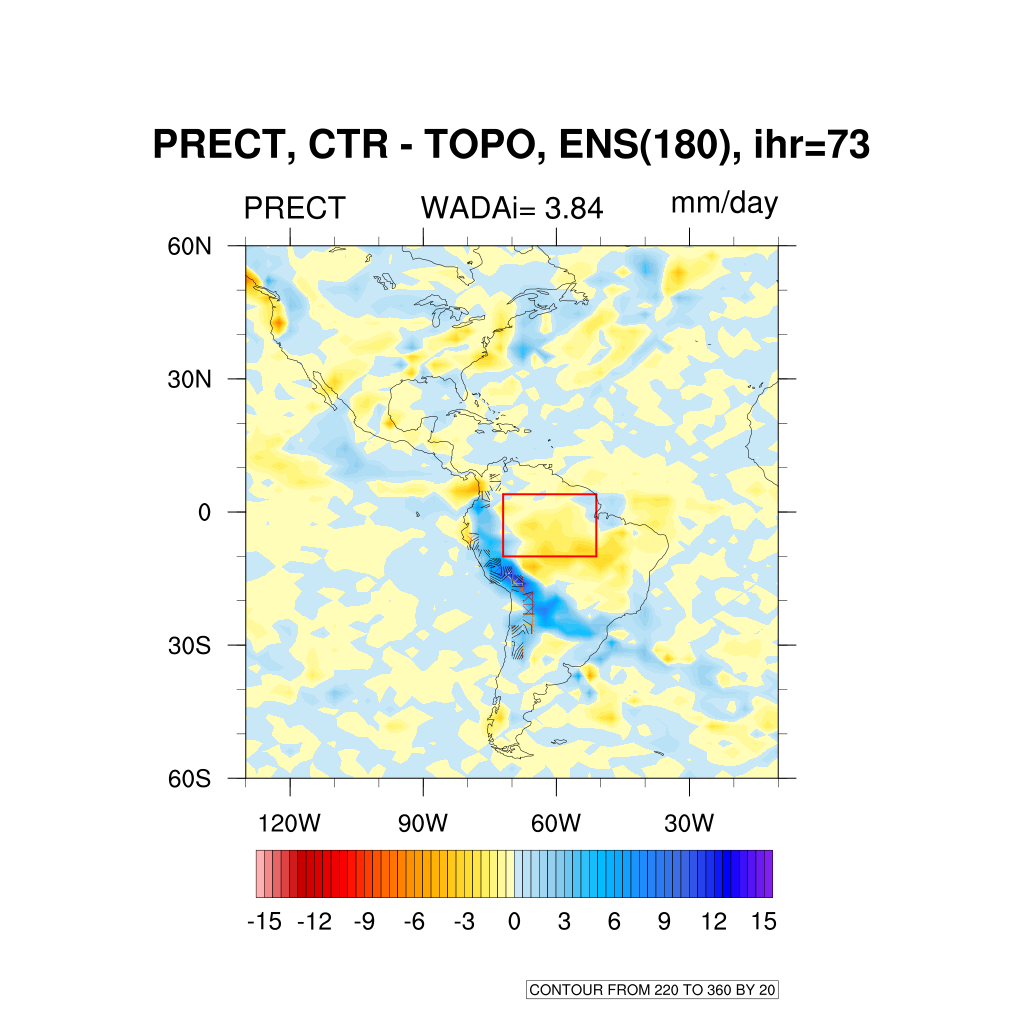 PRECT, CTR - TOPO, ENS(180), ihr=73
PRECT WADAi= 3.84 mm/day
60N
30N
0
30S
60S
120W 90W 60W 30W
-15 -12 -9 -6 -3 0 3 6 9 12 15
CONTOUR FROM 220 TO 360 BY 20